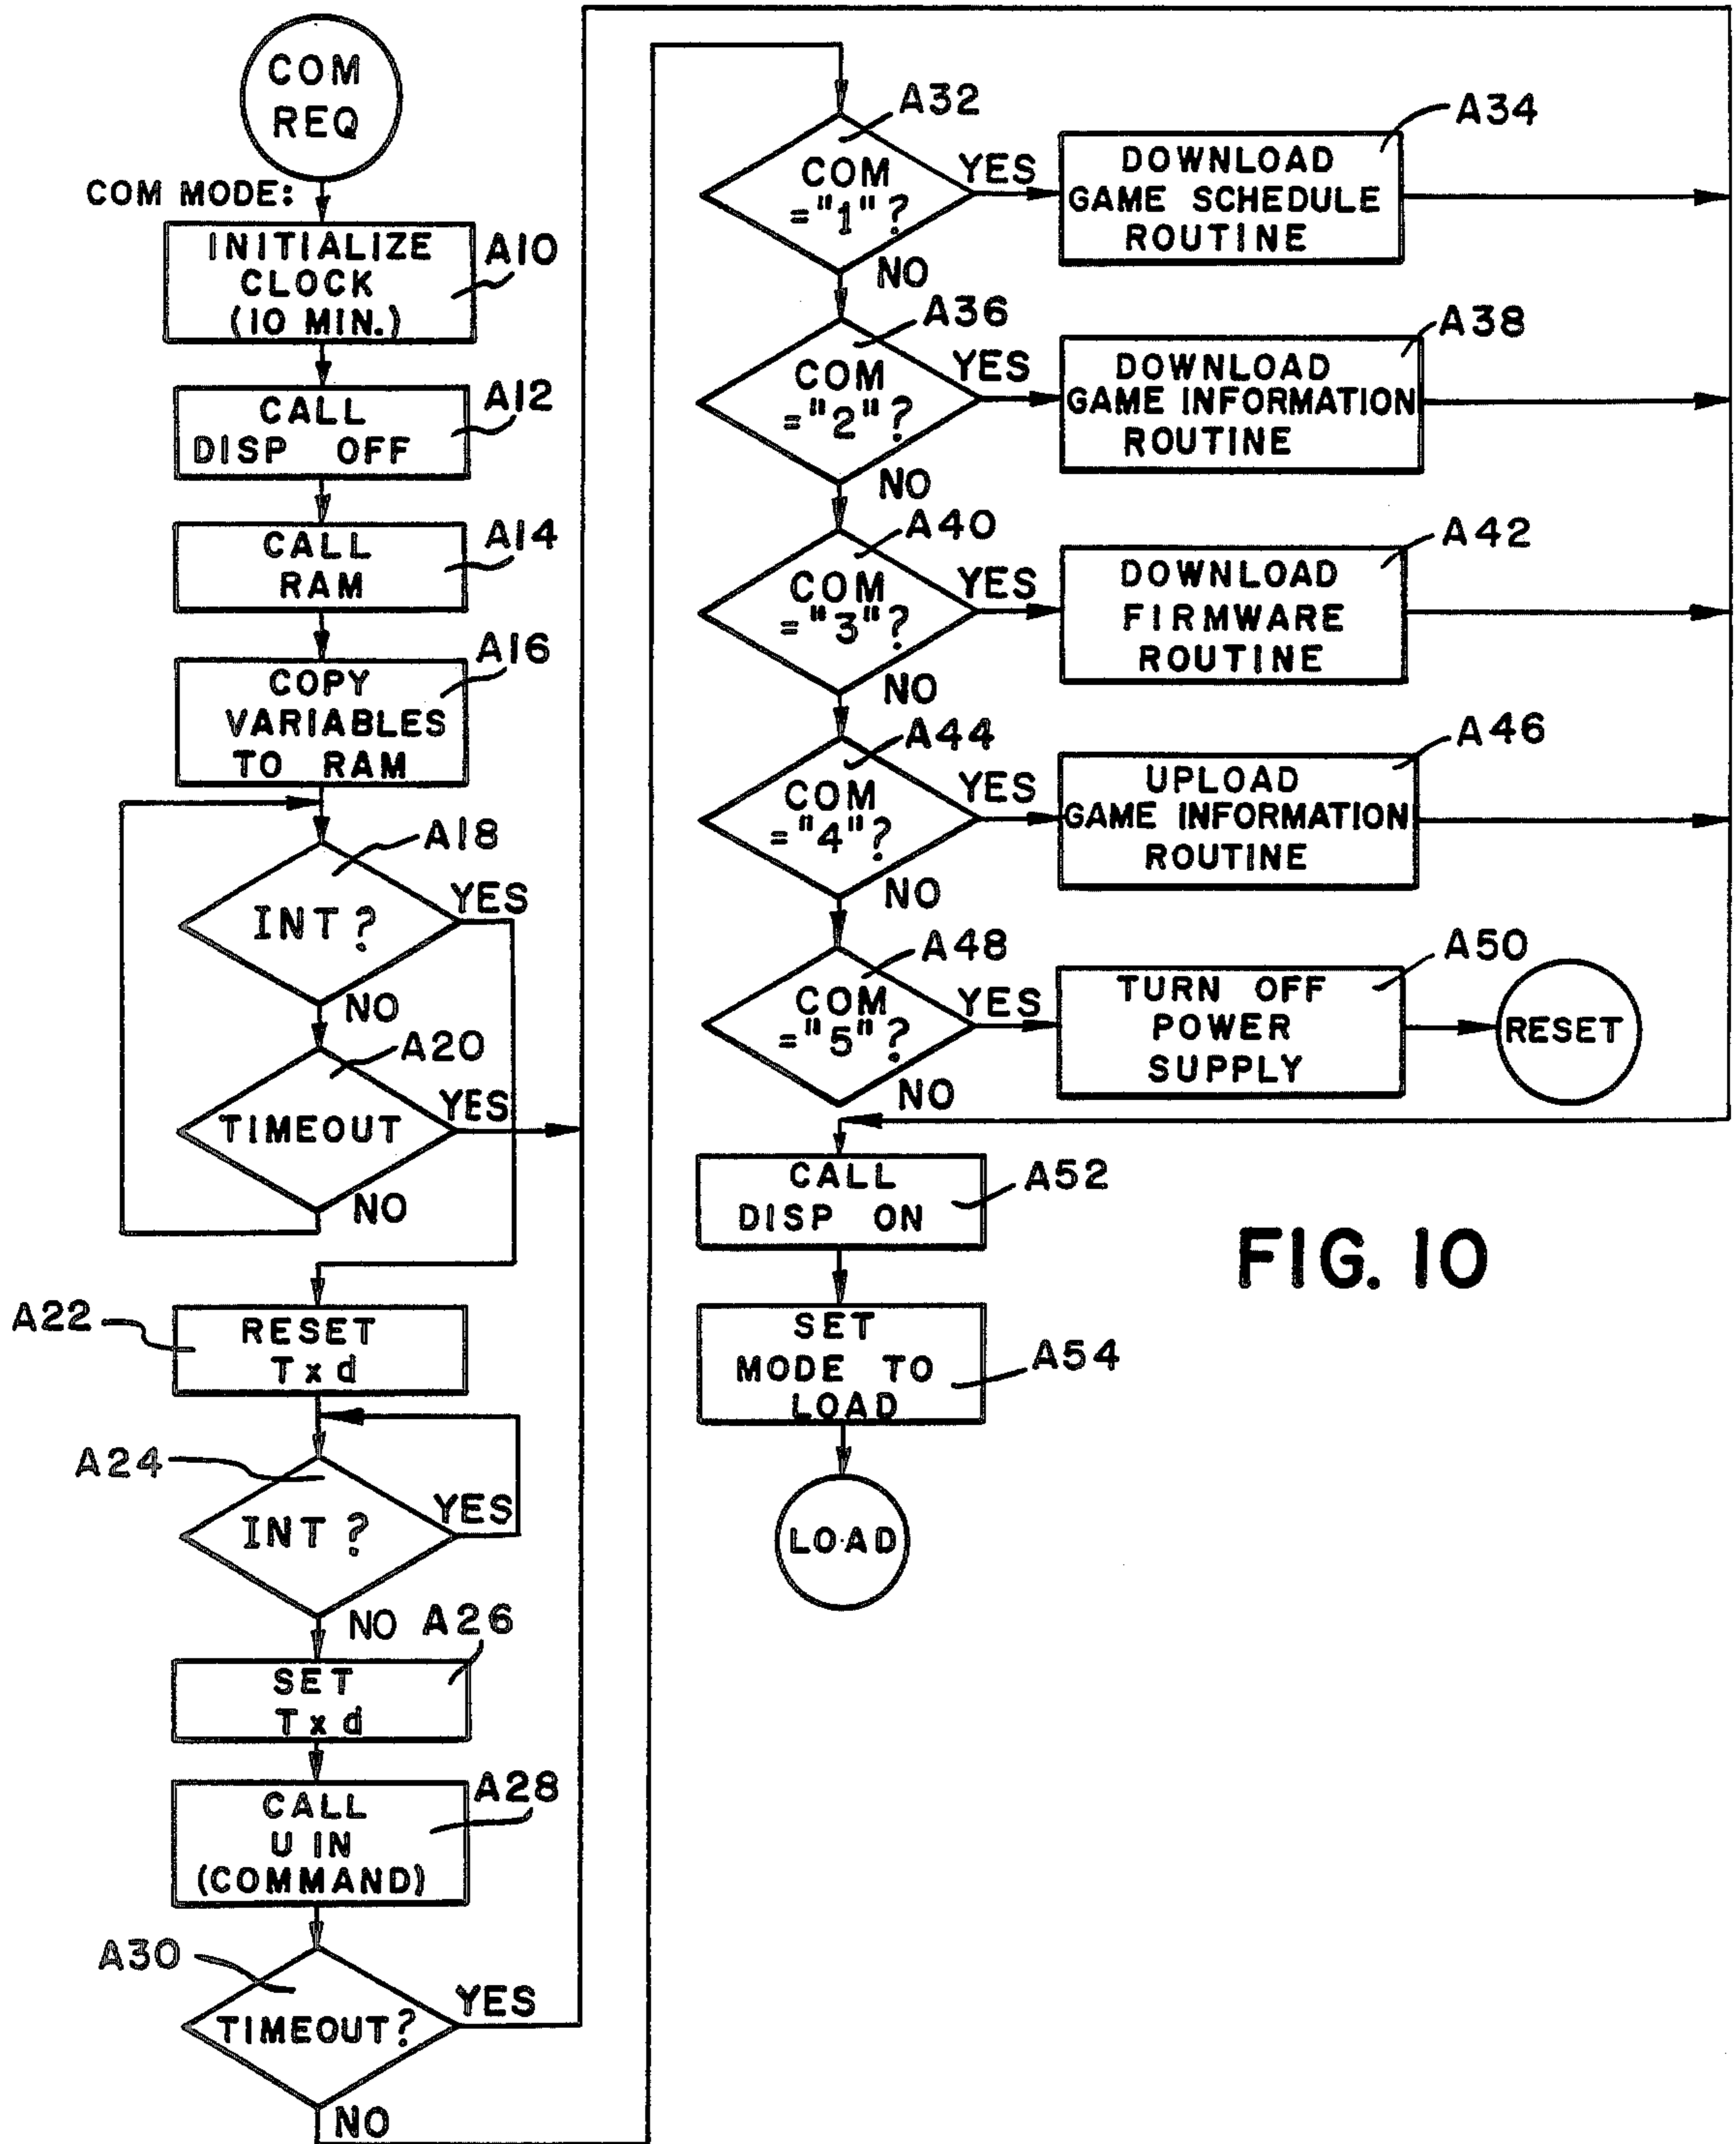 COM
REQ
COM MODE:
INITIALIZE
CLOCK
(10 MIN.)
A10
CALL
DISP OFF
A12
CALL
RAM
A14
COPY
VARIABLES
TO RAM
A16
A18
INT?
YES
NO
A20
TIMEOUT
YES
NO
A22
RESET
Txd
A24
INT?
YES
NO
A26
SET
Txd
CALL
U IN
(COMMAND)
A28
A30
TIMEOUT?
YES
NO
A32
COM
="1"?
YES
NO
DOWNLOAD
GAME SCHEDULE
ROUTINE
A34
A36
COM
="2"?
YES
NO
DOWNLOAD
GAME INFORMATION
ROUTINE
A38
A40
COM
="3"?
YES
NO
DOWNLOAD
FIRMWARE
ROUTINE
A42
A44
COM
="4"?
YES
NO
UPLOAD
GAME INFORMATION
ROUTINE
A46
A48
COM
="5"?
YES
NO
TURN OFF
POWER
SUPPLY
A50
RESET
CALL
DISP ON
A52
SET
MODE TO
LOAD
A54
LOAD
FIG. 10